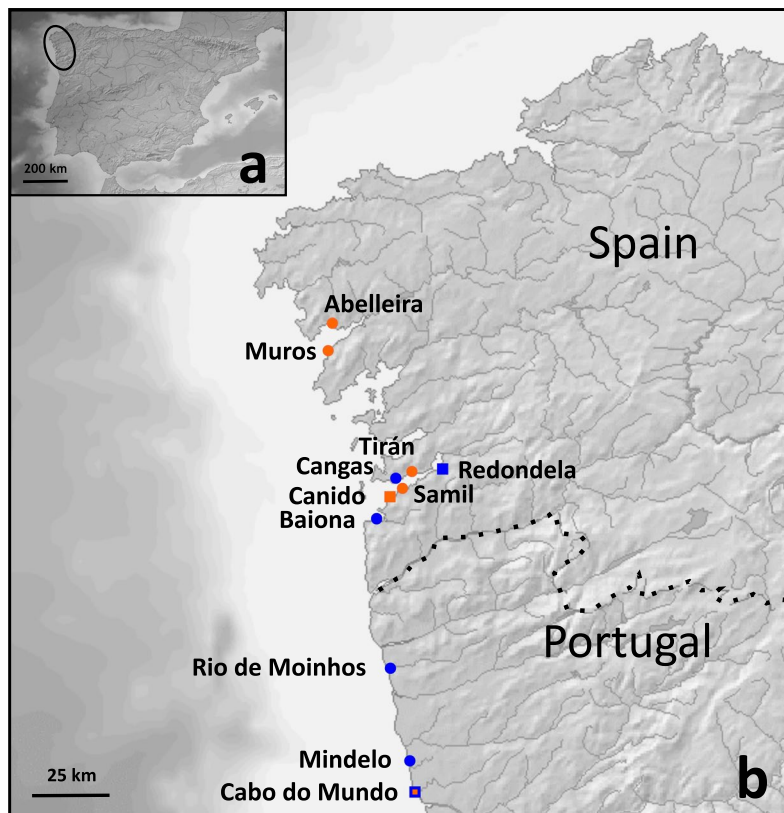 200 km
a
Spain
Abelleira
Muros
Tirán
Cangas
Redondela
Canido
Samil
Baiona
Portugal
Rio de Moinhos
Mindelo
25 km
Cabo do Mundo
b